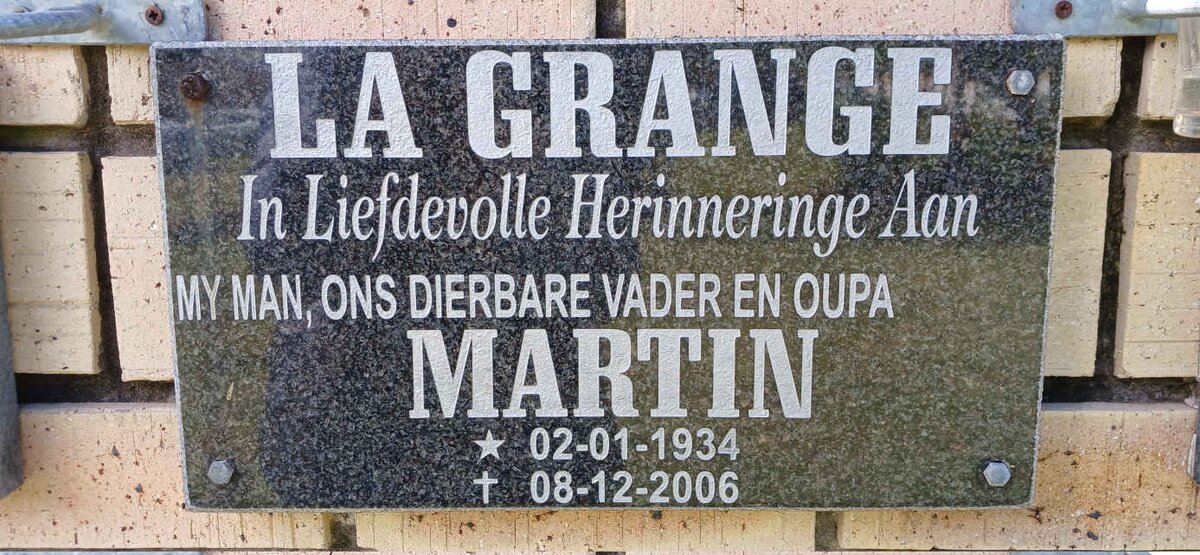 LA GRANGE
In Liefdevolle Herinneringe Aan
MY MAN, ONS DIERBARE VADER EN OUPA
MARTIN
★ 02-01-1934
✝ 08-12-2006